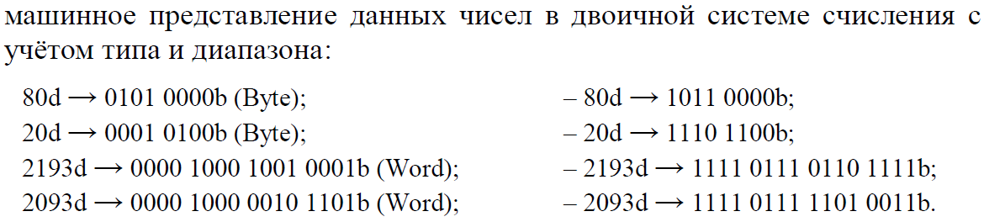 машинное представление данных чисел в двоичной системе счисления с
учётом типа и диапазона:
80d → 0101 0000b (Byte); – 80d → 1011 0000b;
20d → 0001 0100b (Byte); – 20d → 1110 1100b;
2193d → 0000 1000 1001 0001b (Word); – 2193d → 1111 0111 0110 1111b;
2093d → 0000 1000 0010 1101b (Word); – 2093d → 1111 0111 1101 0011b.